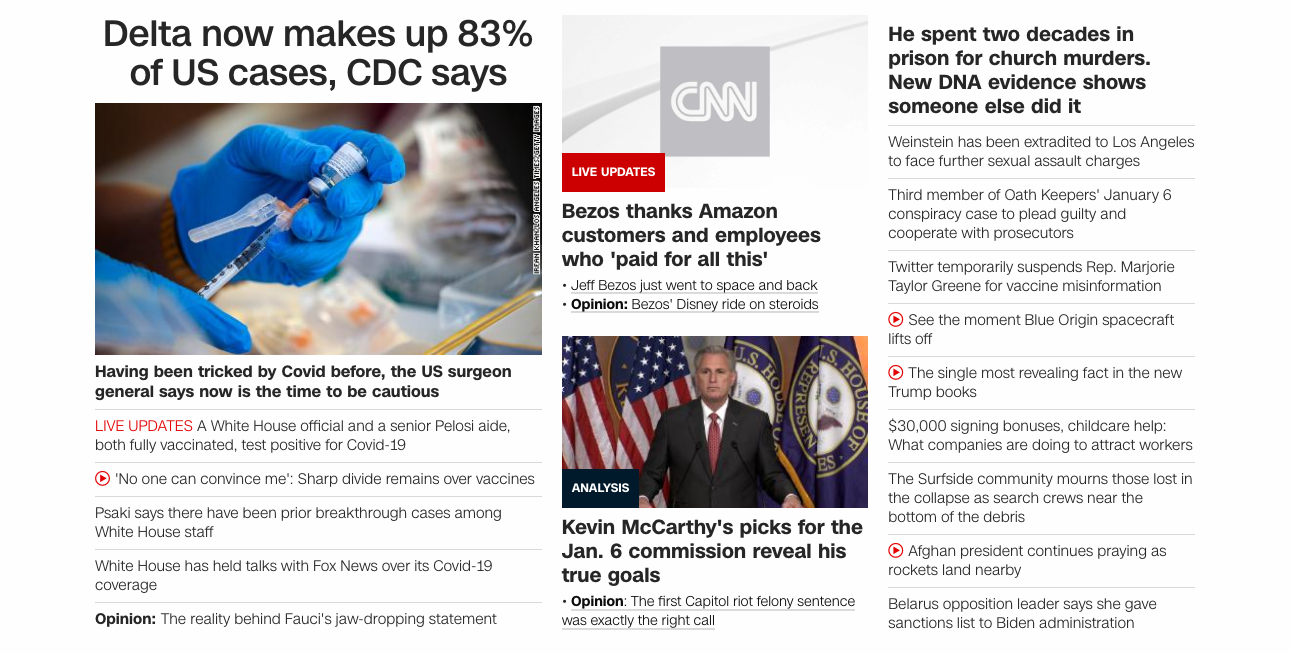 Delta now makes up 83%
of US cases, CDC says
IRFAN KHAN/LOS ANGELES TIMES/GETTY IMAGES
Having been tricked by Covid before, the US surgeon
general says now is the time to be cautious
LIVE UPDATES A White House official and a senior Pelosi aide,
both fully vaccinated, test positive for Covid-19
'No one can convince me': Sharp divide remains over vaccines
Psaki says there have been prior breakthrough cases among
White House staff
White House has held talks with Fox News over its Covid-19
coverage
Opinion: The reality behind Fauci's jaw-dropping statement
CNN
LIVE UPDATES
Bezos thanks Amazon
customers and employees
who 'paid for all this'
• Jeff Bezos just went to space and back
• Opinion: Bezos' Disney ride on steroids
U.S. HOUSE OF
HOUSE OF
ANALYSIS
Kevin McCarthy's picks for the
Jan. 6 commission reveal his
true goals
• Opinion: The first Capitol riot felony sentence
was exactly the right call
He spent two decades in
prison for church murders.
New DNA evidence shows
someone else did it
Weinstein has been extradited to Los Angeles
to face further sexual assault charges
Third member of Oath Keepers' January 6
conspiracy case to plead guilty and
cooperate with prosecutors
Twitter temporarily suspends Rep. Marjorie
Taylor Greene for vaccine misinformation
See the moment Blue Origin spacecraft
lifts off
The single most revealing fact in the new
Trump books
$30,000 signing bonuses, childcare help:
What companies are doing to attract workers
The Surfside community mourns those lost in
the collapse as search crews near the
bottom of the debris
Afghan president continues praying as
rockets land nearby
Belarus opposition leader says she gave
sanctions list to Biden administration